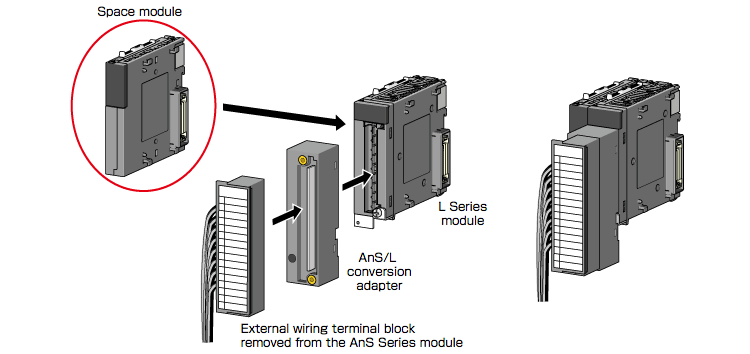 Space module
L Series
module
AnS/L
conversion
adapter
External wiring terminal block
removed from the AnS Series module